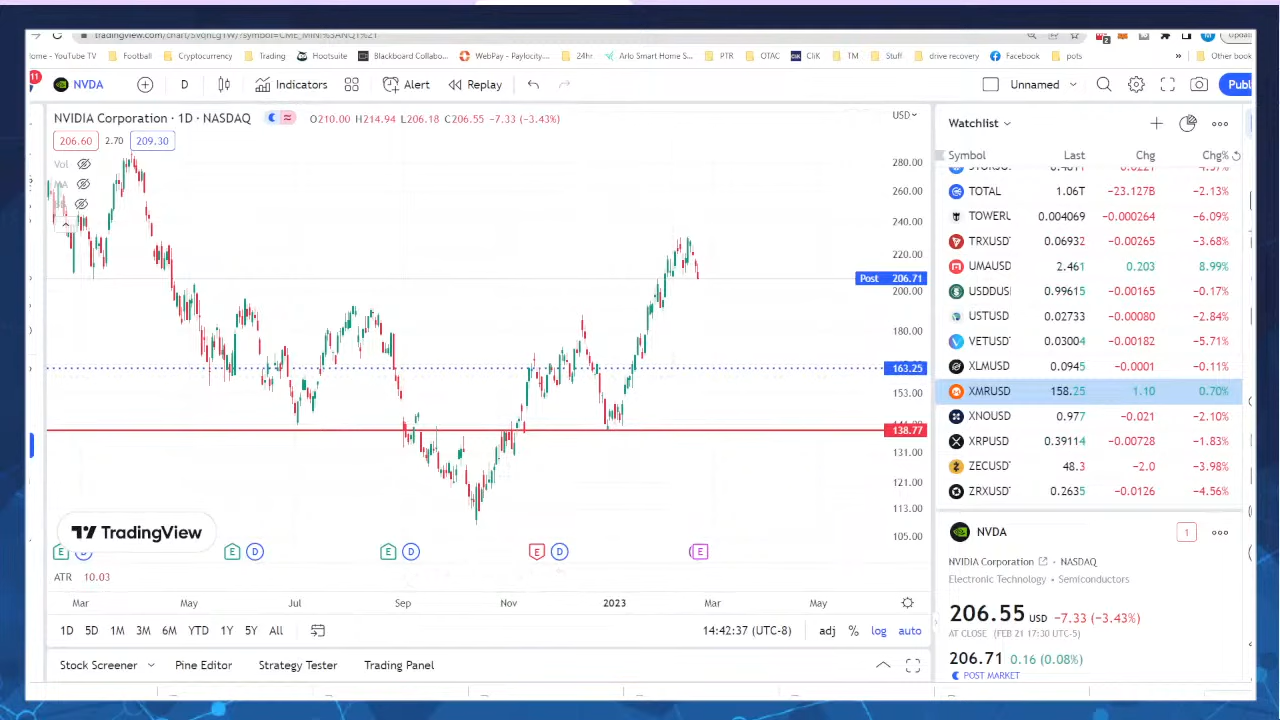 Home - YouTube TV Football Cryptocurrency Trading Hootsuite Blackboard Collabo... WebPay - Paylocity... 24hr. Arlo Smart Home S... PTR OTAC CliK TM Stuff drive recovery Facebook pots » Other book
11 NVDA D Indicators Alert Replay Unnamed Publ
NVIDIA Corporation · 1D · NASDAQ O210.00 H214.94 L206.18 C206.55 −7.33 (−3.43%) USD
206.60 2.70 209.30
Vol
280.00
260.00
240.00
220.00
Post 206.71
200.00
180.00
163.25
153.00
138.77
131.00
121.00
113.00
105.00
TradingView
E D E D E D E D E
ATR 10.03
Mar May Jul Sep Nov 2023 Mar May
1D 5D 1M 3M 6M YTD 1Y 5Y All 14:42:37 (UTC-8) adj % log auto
Stock Screener Pine Editor Strategy Tester Trading Panel
Watchlist
Symbol Last Chg Chg%
TOTAL 1.06T −23.127B −2.13%
TOWERU 0.004069 −0.000264 −6.09%
TRXUSDT 0.06932 −0.00265 −3.68%
UMAUSD 2.461 0.203 8.99%
USDDUS 0.99615 −0.00165 −0.17%
USTUSD 0.02733 −0.00080 −2.84%
VETUSD 0.03004 −0.00182 −5.71%
XLMUSD 0.0945 −0.0001 −0.11%
XMRUSD 158.25 1.10 0.70%
XNOUSD 0.977 −0.021 −2.10%
XRPUSD 0.39114 −0.00728 −1.83%
ZECUSD 48.3 −2.0 −3.98%
ZRXUSD 0.2635 −0.0126 −4.56%
NVDA 1
NVIDIA Corporation · NASDAQ
Electronic Technology · Semiconductors
206.55 USD −7.33 (−3.43%)
AT CLOSE (FEB 21 17:30 UTC-5)
206.71 0.16 (0.08%)
POST MARKET